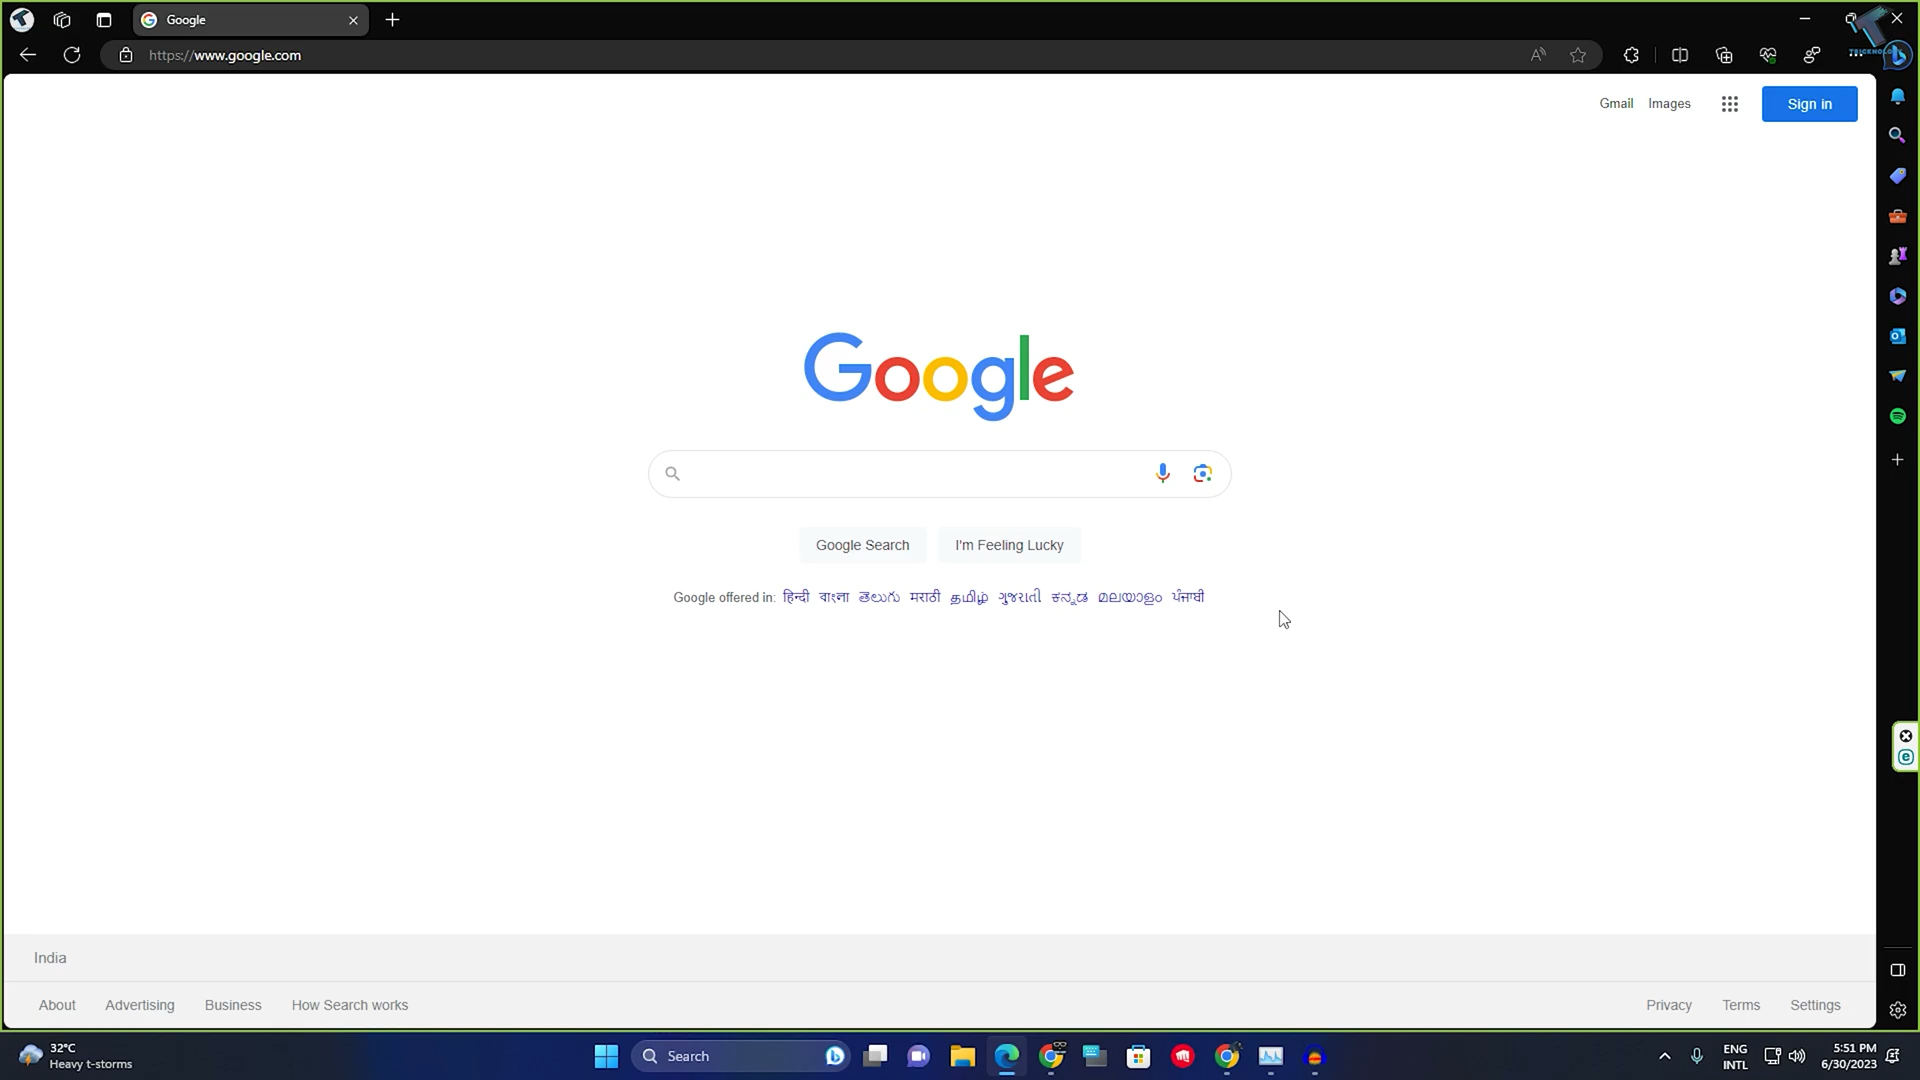 Google
https://www.google.com
TRICKNOLOGY
Gmail Images Sign in
Google
Google Search I'm Feeling Lucky
Google offered in: हिन्दी বাংলা తెలుగు मराठी தமிழ் ગુજરાતી ಕನ್ನಡ മലയാളം ਪੰਜਾਬੀ
India
About Advertising Business How Search works Privacy Terms Settings
32°C
Heavy t-storms
Search
ENG
INTL
5:51 PM
6/30/2023